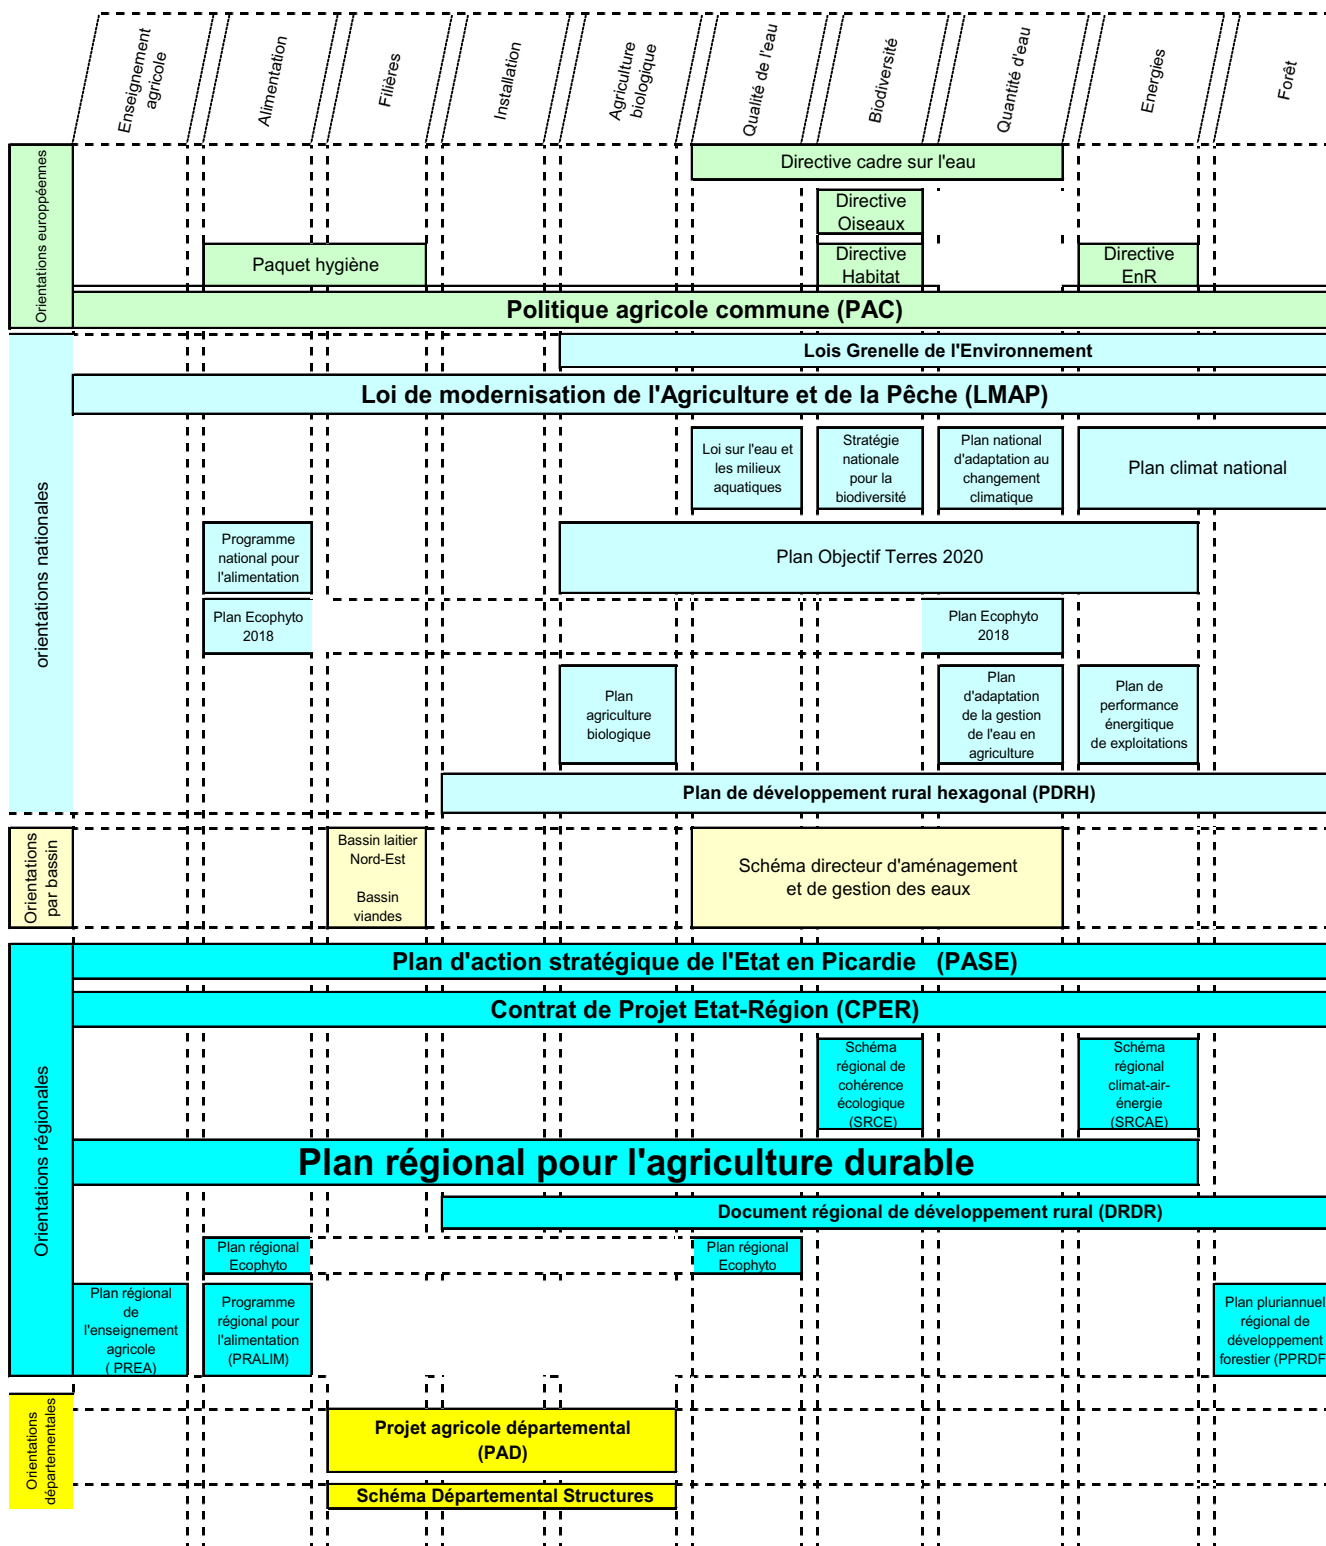 Enseignement
agricole
Alimentation
Filières
Installation
Agriculture
biologique
Qualité de l'eau
Biodiversité
Quantité d'eau
Energies
Forêt
Orientations européennes
Directive cadre sur l'eau
Directive
Oiseaux
Paquet hygiène
Directive
Habitat
Directive
EnR
Politique agricole commune (PAC)
orientations nationales
Lois Grenelle de l'Environnement
Loi de modernisation de l'Agriculture et de la Pêche (LMAP)
Loi sur l'eau et
les milieux
aquatiques
Stratégie
nationale
pour la
biodiversité
Plan national
d'adaptation au
changement
climatique
Plan climat national
Programme
national pour
l'alimentation
Plan Objectif Terres 2020
Plan Ecophyto
2018
Plan Ecophyto
2018
Plan
agriculture
biologique
Plan
d'adaptation
de la gestion
de l'eau en
agriculture
Plan de
performance
énergitique
de exploitations
Plan de développement rural hexagonal (PDRH)
Orientations
par bassin
Bassin laitier
Nord-Est
Bassin
viandes
Schéma directeur d'aménagement
et de gestion des eaux
Orientations régionales
Plan d'action stratégique de l'Etat en Picardie (PASE)
Contrat de Projet Etat-Région (CPER)
Schéma
régional de
cohérence
écologique
(SRCE)
Schéma
régional
climat-air-
énergie
(SRCAE)
Plan régional pour l'agriculture durable
Document régional de développement rural (DRDR)
Plan régional
Ecophyto
Plan régional
Ecophyto
Plan régional
de
l'enseignement
agricole
( PREA)
Programme
régional pour
l'alimentation
(PRALIM)
Plan pluriannuel
régional de
développement
forestier (PPRDF
Orientations
départementales
Projet agricole départemental
(PAD)
Schéma Départemental Structures